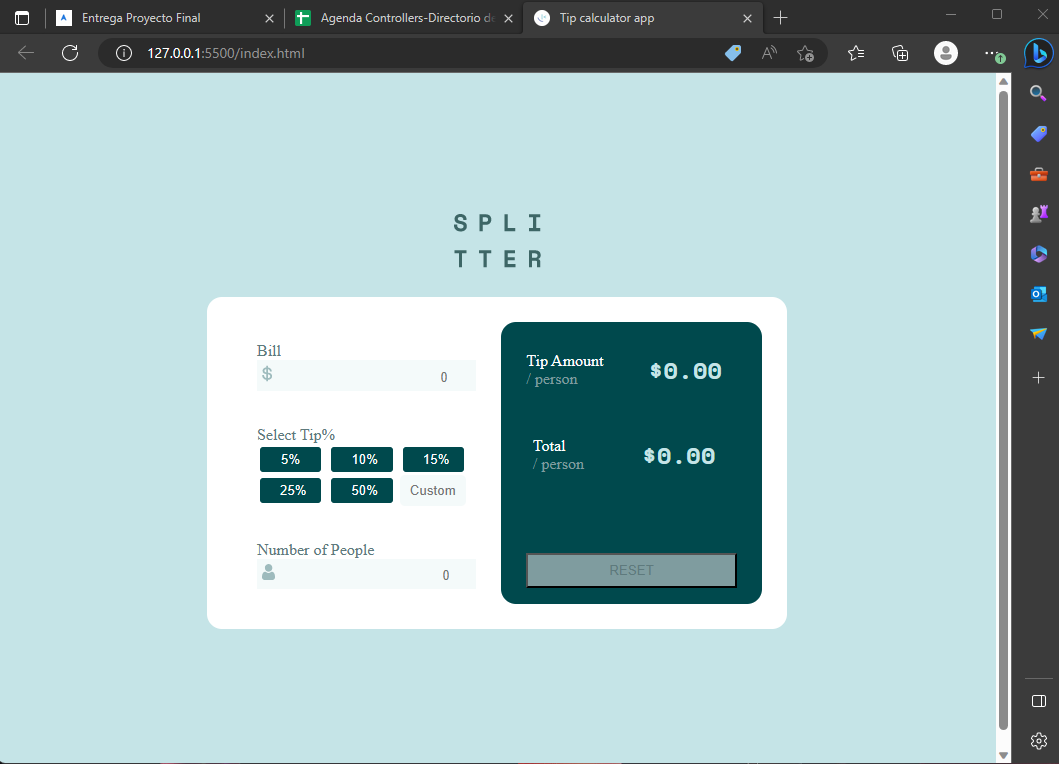 Entrega Proyecto Final
Agenda Controllers-Directorio de
Tip calculator app
127.0.0.1:5500/index.html
SPLI
TTER
Bill
$
0
Select Tip%
5%
10%
15%
25%
50%
Custom
Number of People
0
Tip Amount
/ person
$0.00
Total
/ person
$0.00
RESET